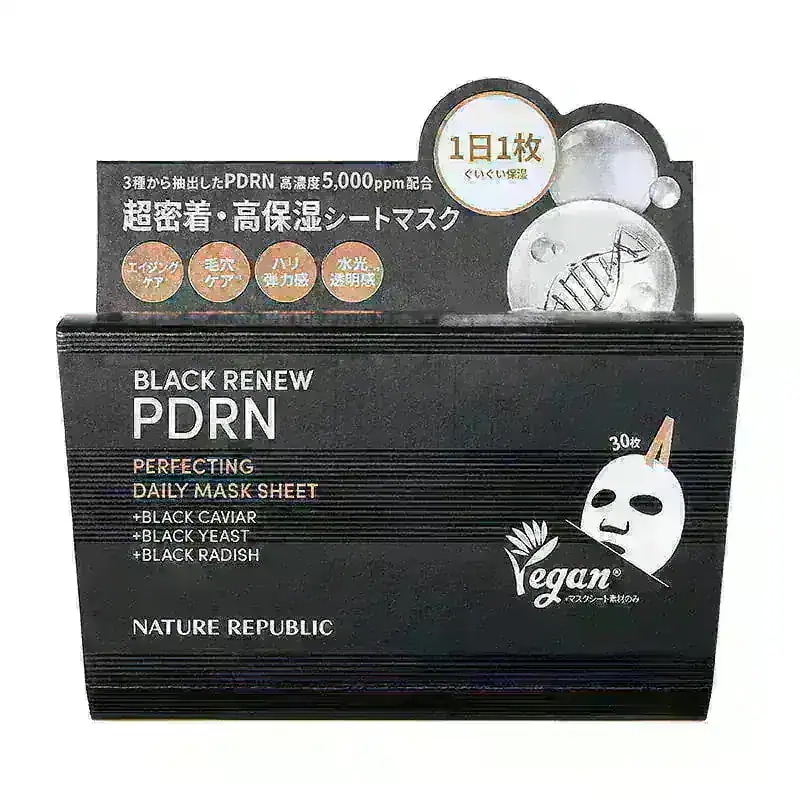 1日1枚
ぐいぐい保湿
3種から抽出したPDRN 高濃度5,000ppm配合
超密着・高保湿シートマスク
エイジング
ケア
毛穴
ケア
ハリ
弾力感
水光
透明感
BLACK RENEW
PDRN
PERFECTING
DAILY MASK SHEET
+BLACK CAVIAR
+BLACK YEAST
+BLACK RADISH
NATURE REPUBLIC
30枚
Vegan®
*マスクシート素材のみ